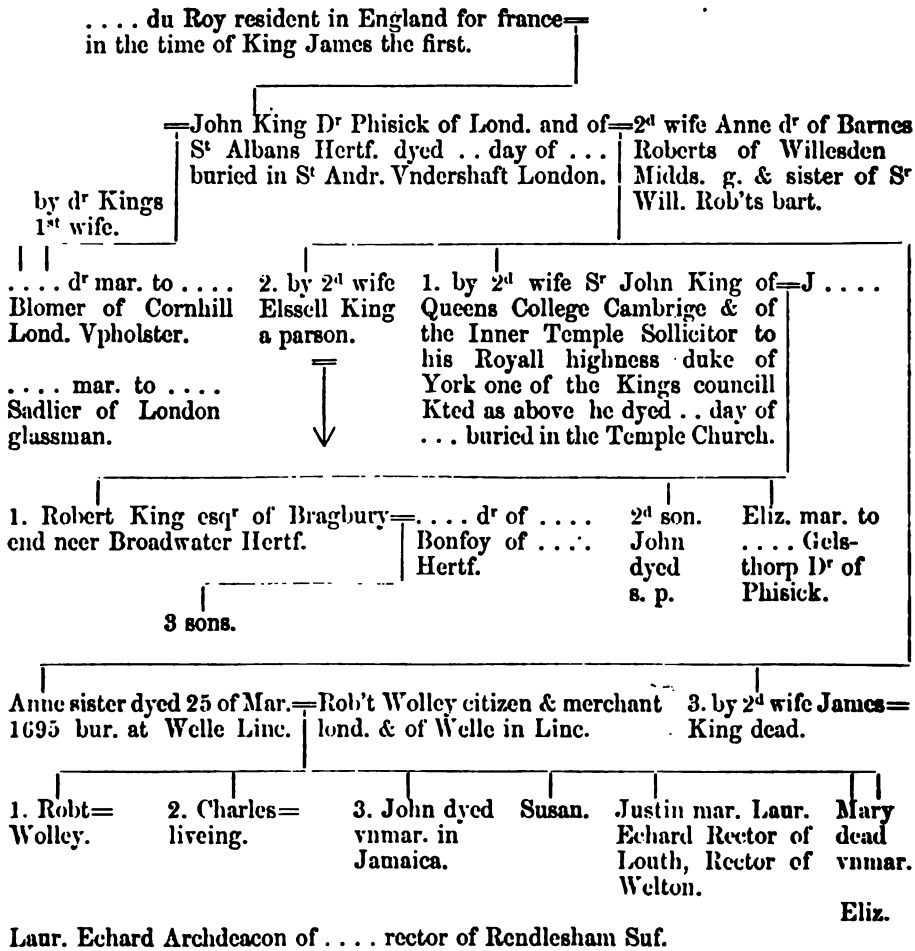 . . . . du Roy resident in England for france=
in the time of King James the first.
=John King Dʳ Phisick of Lond. and of=2ᵈ wife Anne dʳ of Barnes
Sᵗ Albans Hertf. dyed . . day of . . . Roberts of Willesden
buried in Sᵗ Andr. Vndershaft London. Midds. g. & sister of Sʳ
Will. Rob'ts bart.
by dʳ Kings
1ˢᵗ wife.
. . . . dʳ mar. to . . . .
Blomer of Cornhill
Lond. Vpholster.
. . . . mar. to . . . .
Sadlier of London
glassman.
2. by 2ᵈ wife
Elssell King
a parson.
=
1. by 2ᵈ wife Sʳ John King of=J . . . .
Queens College Cambrige & of
the Inner Temple Sollicitor to
his Royall highness duke of
York one of the Kings councill
Kted as above he dyed . . day of
. . . buried in the Temple Church.
1. Robert King esqʳ of Bragbury=. . . . dʳ of . . . .
end neer Broadwater Hertf. Bonfoy of . . . .
Hertf.
3 sons.
2ᵈ son.
John
dyed
s. p.
Eliz. mar. to
. . . . Gels-
thorp Dʳ of
Phisick.
Anne sister dyed 25 of Mar.=Rob't Wolley citizen & merchant
1695 bur. at Welle Linc. lond. & of Welle in Linc.
3. by 2ᵈ wife James=
King dead.
1. Robt=
Wolley.
2. Charles=
liveing.
3. John dyed
vnmar. in
Jamaica.
Susan.
Justin mar. Laur.
Echard Rector of
Louth, Rector of
Welton.
Mary
dead
vnmar.
Eliz.
Laur. Echard Archdeacon of . . . . rector of Rendlesham Suf.